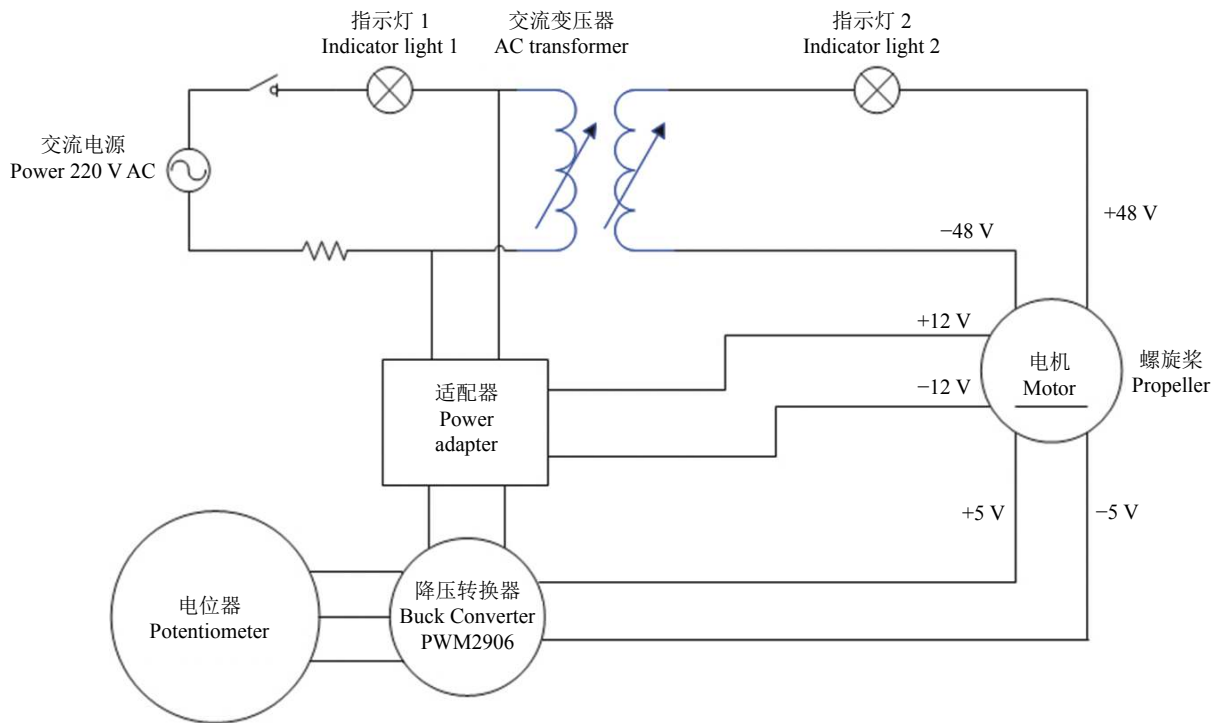 指示灯 1
Indicator light 1
交流变压器
AC transformer
指示灯 2
Indicator light 2
交流电源
Power 220 V AC
+48 V
−48 V
+12 V
−12 V
电机
Motor
螺旋桨
Propeller
适配器
Power
adapter
+5 V
−5 V
电位器
Potentiometer
降压转换器
Buck Converter
PWM2906